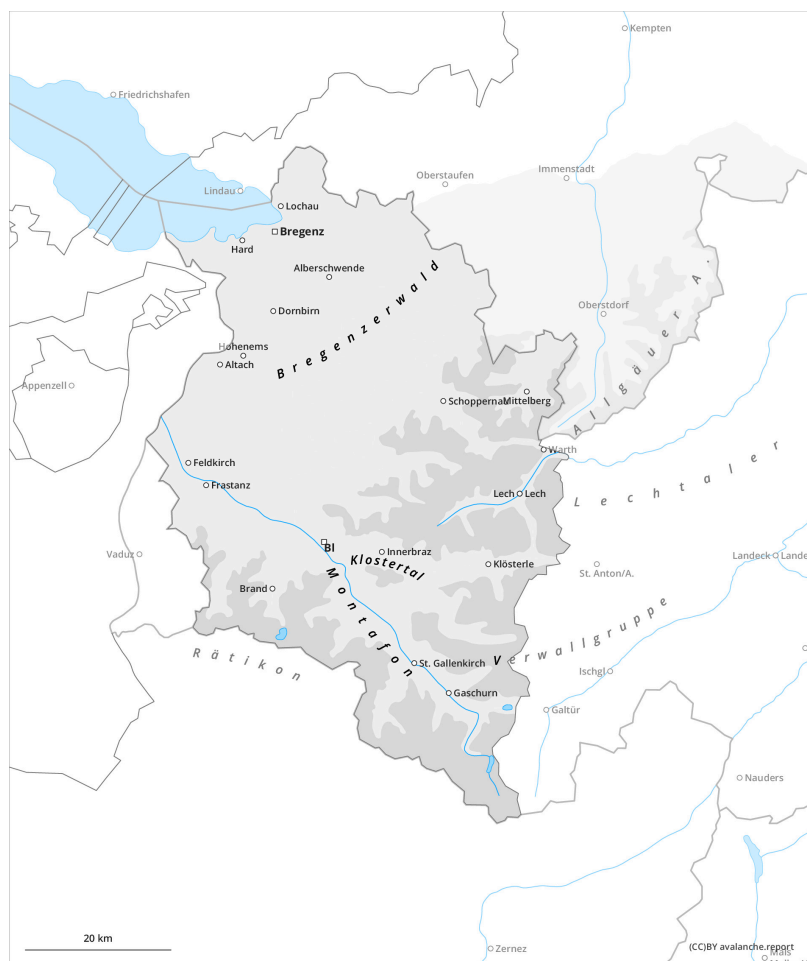 Kempten
Friedrichshafen
Immenstadt
Oberstaufen
Lindau
Lochau
Bregenz
Hard
Alberschwende
Bregenzerwald
Allgäuer A.
Oberstdorf
Dornbirn
Hohenems
Altach
Appenzell
Schoppernau
Mittelberg
Warth
Feldkirch
Frastanz
Lech
Lech
Lechtaler
Vaduz
Bl
Innerbraz
Klostertal
Klösterle
St. Anton/A.
Landeck
Lande
Brand
Montafon
Rätikon
St. Gallenkirch
Verwallgruppe
Ischgl
Gaschurn
Galtür
Nauders
20 km
Zernez
(CC)BY avalanche.report
Mals